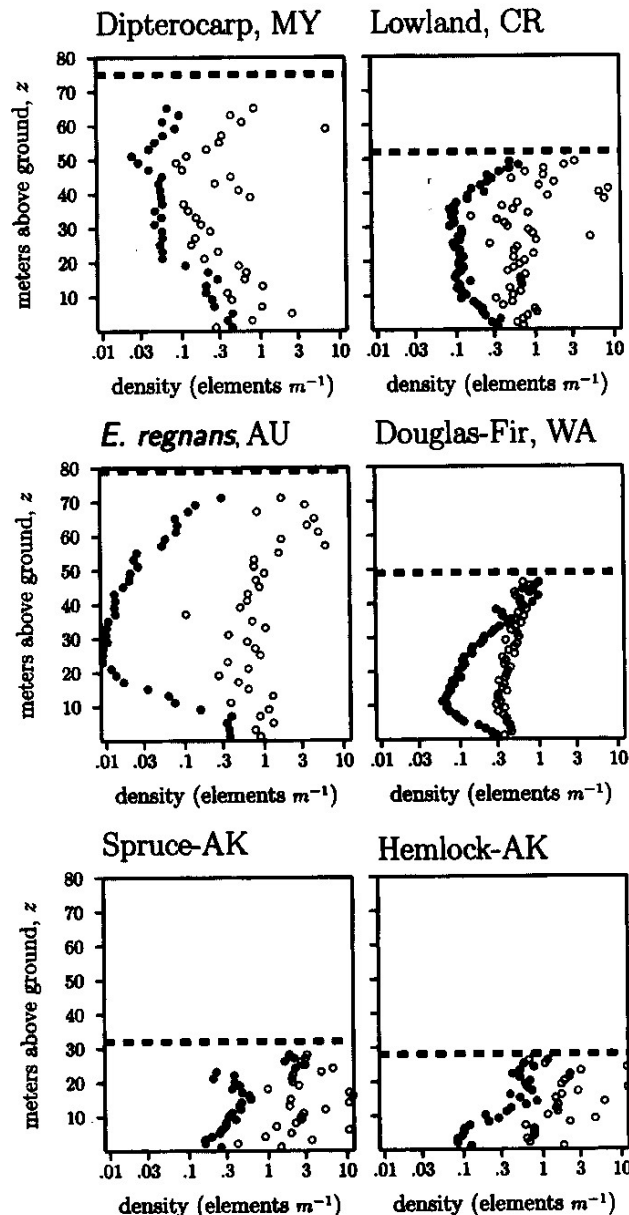 Dipterocarp, MY
Lowland, CR
80
70
60
50
40
30
20
10
meters above ground, z
.01 .03 .1 .3 1 3 10
.01 .03 .1 .3 1 3 10
density (elements m⁻¹)
density (elements m⁻¹)
E. regnans, AU
Douglas-Fir, WA
80
70
60
50
40
30
20
10
meters above ground, z
.01 .03 .1 .3 1 3 10
.01 .03 .1 .3 1 3 10
density (elements m⁻¹)
density (elements m⁻¹)
Spruce-AK
Hemlock-AK
80
70
60
50
40
30
20
10
meters above ground, z
.01 .03 .1 .3 1 3 10
.01 .03 .1 .3 1 3 10
density (elements m⁻¹)
density (elements m⁻¹)